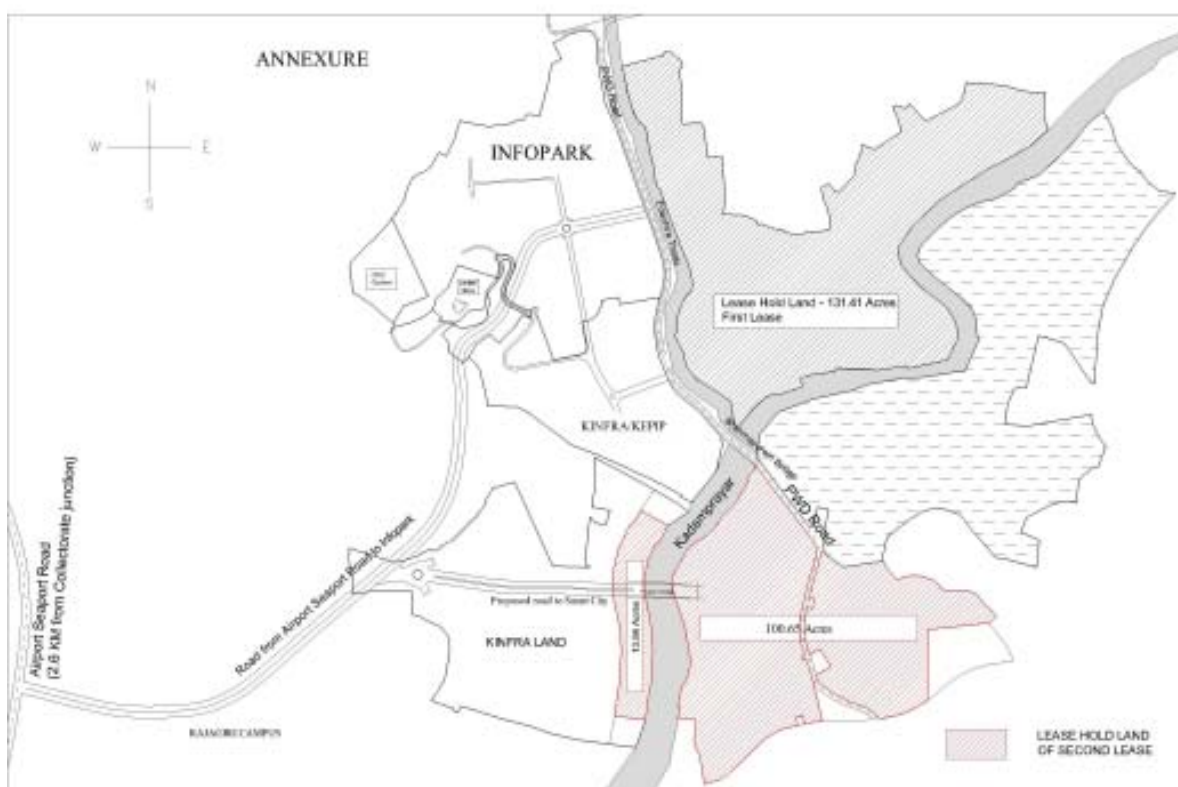 ANNEXURE
N
W E
S
INFOPARK
PWD Road
Lease Hold Land - 131.41 Acres
First Lease
KINFRA/KEPIP
Kadamprayar
PWD Road
Airport Seaport Road
(2.6 KM from Collectorate junction)
Road from Airport Seaport Road to Infopark
Proposed road to Smart City
KINFRA LAND
100.65 Acres
RAJAGIRI CAMPUS
LEASE HOLD LAND
OF SECOND LEASE